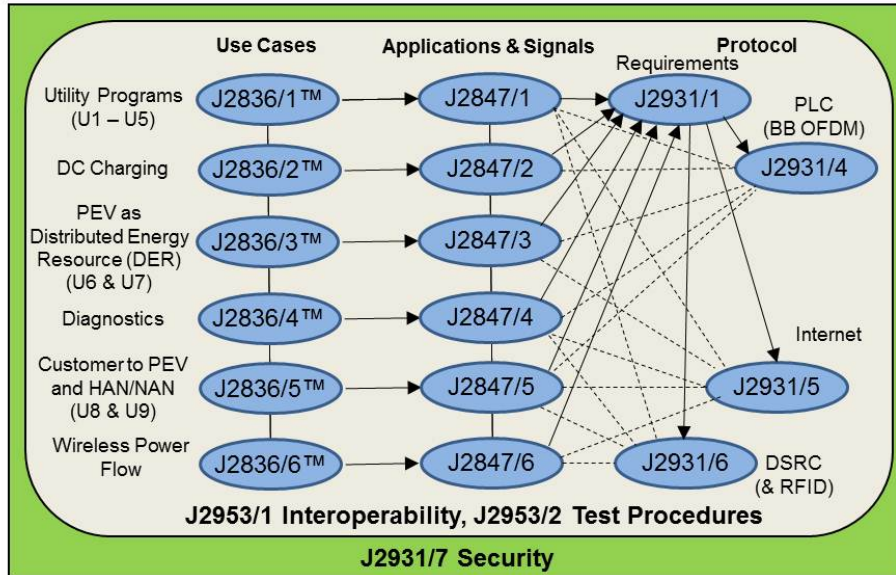 Use Cases
Applications & Signals
Protocol
Requirements
Utility Programs
(U1 – U5)
J2836/1™
J2847/1
J2931/1
PLC
(BB OFDM)
DC Charging
J2836/2™
J2847/2
J2931/4
PEV as
Distributed Energy
Resource (DER)
(U6 & U7)
J2836/3™
J2847/3
Diagnostics
J2836/4™
J2847/4
Internet
Customer to PEV
and HAN/NAN
(U8 & U9)
J2836/5™
J2847/5
J2931/5
Wireless Power
Flow
J2836/6™
J2847/6
J2931/6
DSRC
(& RFID)
J2953/1 Interoperability, J2953/2 Test Procedures
J2931/7 Security